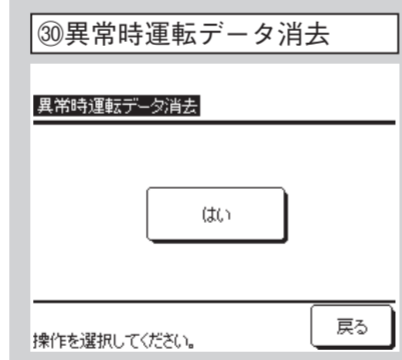 ㉚異常時運転データ消去
異常時運転データ消去
はい
操作を選択してください。
戻る